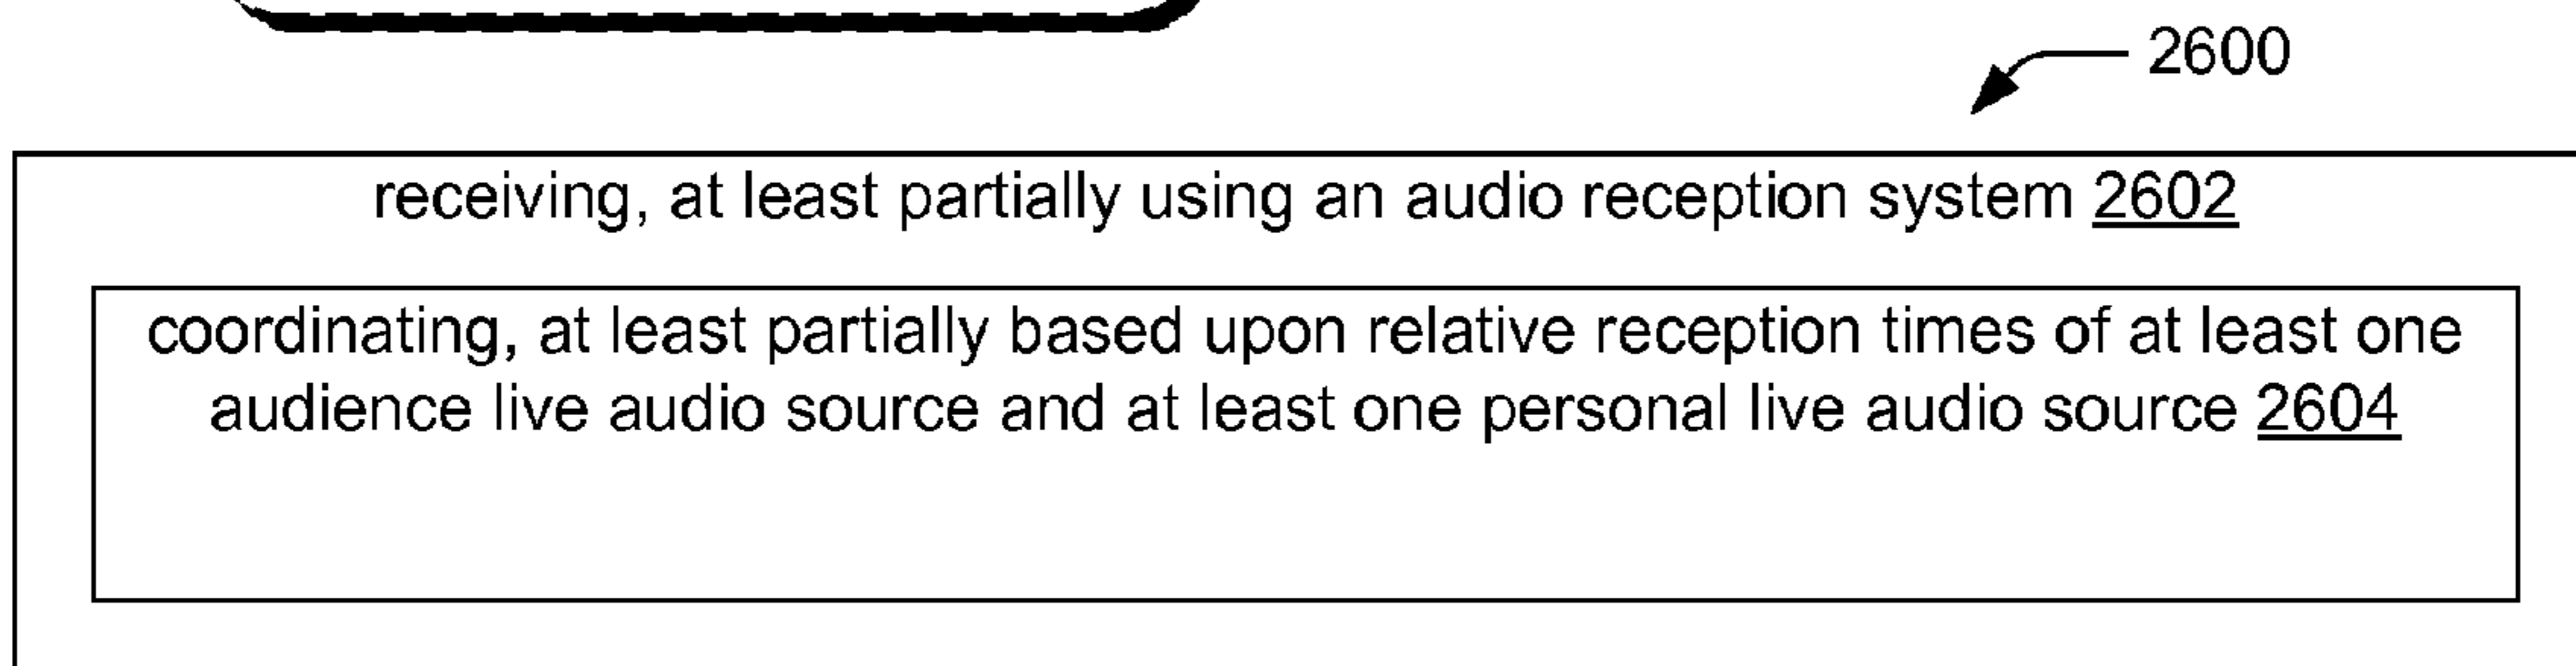 2600
receiving, at least partially using an audio reception system 2602
coordinating, at least partially based upon relative reception times of at least one
audience live audio source and at least one personal live audio source 2604